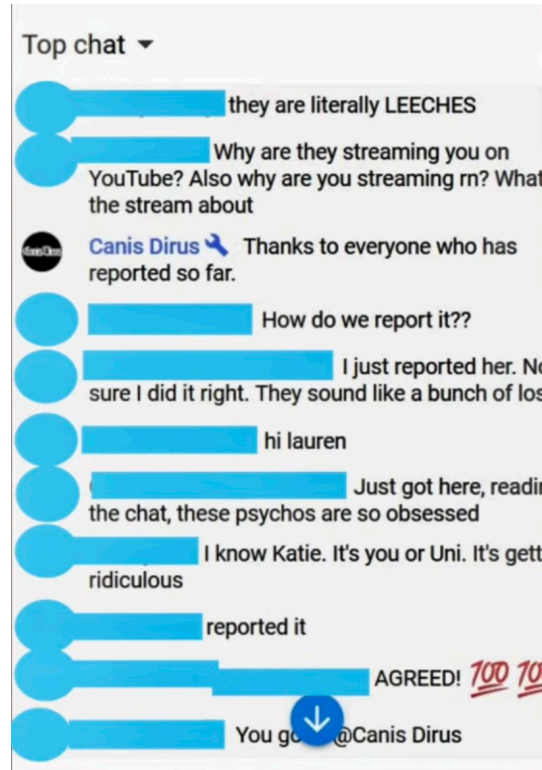 Top chat
they are literally LEECHES
Why are they streaming you on
YouTube? Also why are you streaming rn? What
the stream about
Canis Dirus Thanks to everyone who has
reported so far.
How do we report it??
I just reported her.
sure I did it right. They sound like a bunch of
hi lauren
Just got here,
the chat, these psychos are so obsessed
I know Katie. It's you or Uni. It's
ridiculous
reported it
AGREED! 💯
You @Canis Dirus